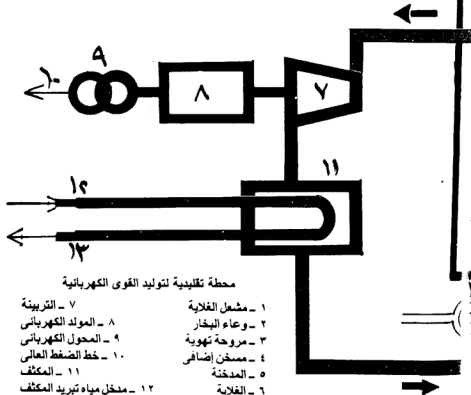 ٩
١٠
٨
٧
١١
١٢
١٣
محطة تقليدية لتوليد القوى الكهربائية
١ ـ مشعل الغلاية
٢ ـ وعاء البخار
٣ ـ مروحة تهوية
٤ ـ مسخن إضافى
٥ ـ المدخنة
٦ ـ الغلاية
٧ ـ التربينة
٨ ـ المولد الكهربائى
٩ ـ المحول الكهربائى
١٠ ـ خط الضغط العالى
١١ ـ المكثف
١٢ ـ مدخل مياه تبريد المكثف